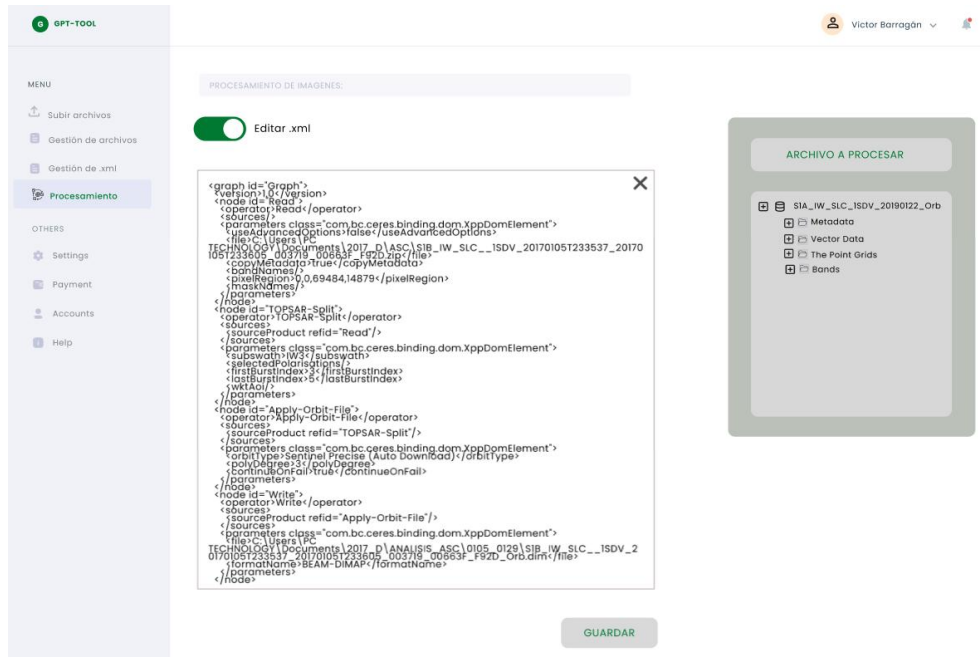 G GPT-TOOL
Víctor Barragán
MENU
Subir archivos
Gestión de archivos
Gestión de .xml
Procesamiento
OTHERS
Settings
Payment
Accounts
Help
PROCESAMIENTO DE IMAGENES:
Editar .xml
<graph id="Graph">
<version>1.0</version>
<node id="Read">
<operator>Read</operator>
<sources/>
<parameters class="com.bc.ceres.binding.dom.XppDomElement">
<useAdvancedOptions>false</useAdvancedOptions>
<file>C:\Users\PC
TECHNOLOGY\Documents\2017_D\ASC\S1B_IW_SLC__1SDV_20170105T233537_20170
105T233605_003719_00663F_F92D.zip</file>
<copyMetadata>true</copyMetadata>
<bandNames/>
<pixelRegion>0,0,69484,14879</pixelRegion>
<maskNames/>
</parameters>
</node>
<node id="TOPSAR-Split">
<operator>TOPSAR-Split</operator>
<sources>
<sourceProduct refid="Read"/>
</sources>
<parameters class="com.bc.ceres.binding.dom.XppDomElement">
<subswath>IW3</subswath>
<selectedPolarisations/>
<firstBurstIndex>3</firstBurstIndex>
<lastBurstIndex>5</lastBurstIndex>
<wktAoi/>
</parameters>
</node>
<node id="Apply-Orbit-File">
<operator>Apply-Orbit-File</operator>
<sources>
<sourceProduct refid="TOPSAR-Split"/>
</sources>
<parameters class="com.bc.ceres.binding.dom.XppDomElement">
<orbitType>Sentinel Precise (Auto Download)</orbitType>
<polyDegree>3</polyDegree>
<continueOnFail>true</continueOnFail>
</parameters>
</node>
<node id="Write">
<operator>Write</operator>
<sources>
<sourceProduct refid="Apply-Orbit-File"/>
</sources>
<parameters class="com.bc.ceres.binding.dom.XppDomElement">
<file>C:\Users\PC
TECHNOLOGY\Documents\2017_D\ANALISIS_ASC\0105_0129\S1B_IW_SLC__1SDV_2
0170105T233537_20170105T233605_003719_00663F_F92D_Orb.dim</file>
<formatName>BEAM-DIMAP</formatName>
</parameters>
</node>
GUARDAR
ARCHIVO A PROCESAR
S1A_IW_SLC_1SDV_20190122_Orb
Metadata
Vector Data
The Point Grids
Bands